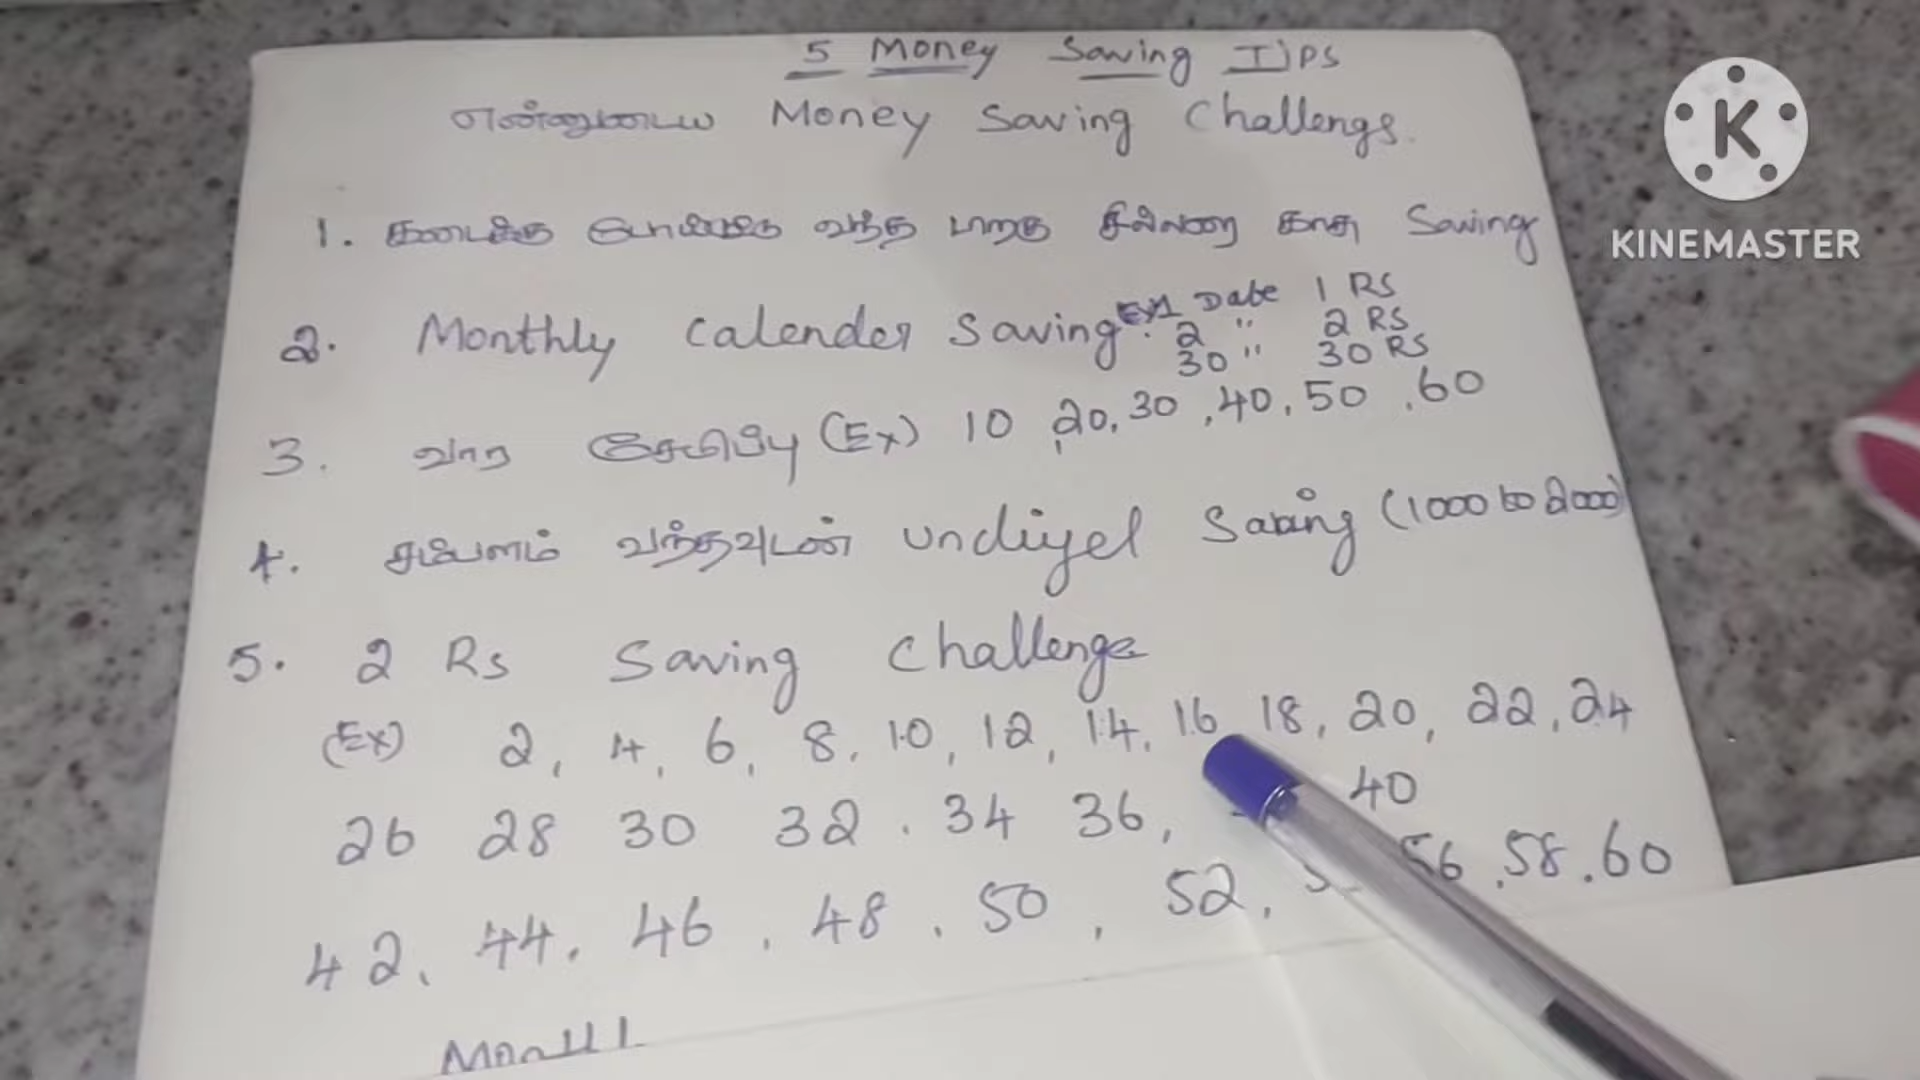 5 Money Saving Tips
என்னுடைய Money Saving Challengs.
1. கடைக்கு போய்விட்டு வந்த பிறகு சில்லரை காசு Saving
2. Monthly Calender Saving Ex 1 Date 1 RS
2 " 2 RS
30 " 30 RS
3. வார சேமிப்பு (Ex) 10, 20, 30, 40, 50, 60
4. சம்பளம் வந்தவுடன் undiyel Saving (1000 to 2000)
5. 2 Rs Saving Challenge
(Ex) 2, 4, 6, 8, 10, 12, 14, 16 18, 20, 22, 24
26 28 30 32 . 34 36, 40
42, 44. 46 . 48 . 50 , 52, 56 .58 .60
KINEMASTER